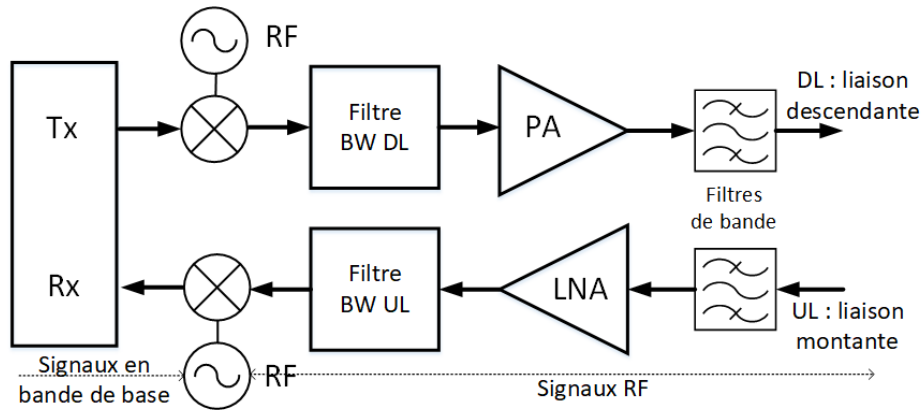 RF
Tx
Filtre
BW DL
PA
DL : liaison
descendante
Filtres
de bande
Rx
Filtre
BW UL
LNA
UL : liaison
montante
RF
Signaux en
bande de base
Signaux RF